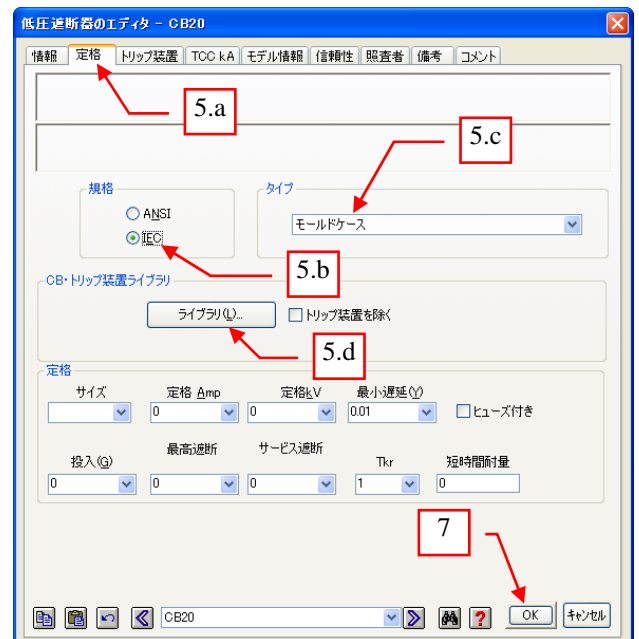 低圧遮断器のエディタ - CB20
情報 定格 トリップ装置 TCC kA モデル情報 信頼性 照査者 備考 コメント
5.a
5.c
規格
タイプ
ANSI
モールドケース
IEC
5.b
CB・トリップ装置ライブラリ
ライブラリ(L)... トリップ装置を除く
5.d
定格
サイズ 定格 Amp 定格kV 最小遅延(Y)
0 0 0.01 ヒューズ付き
投入(G) 最高遮断 サービス遮断 Tkr 短時間耐量
0 0 0 1 0
7
CB20 OK キャンセル